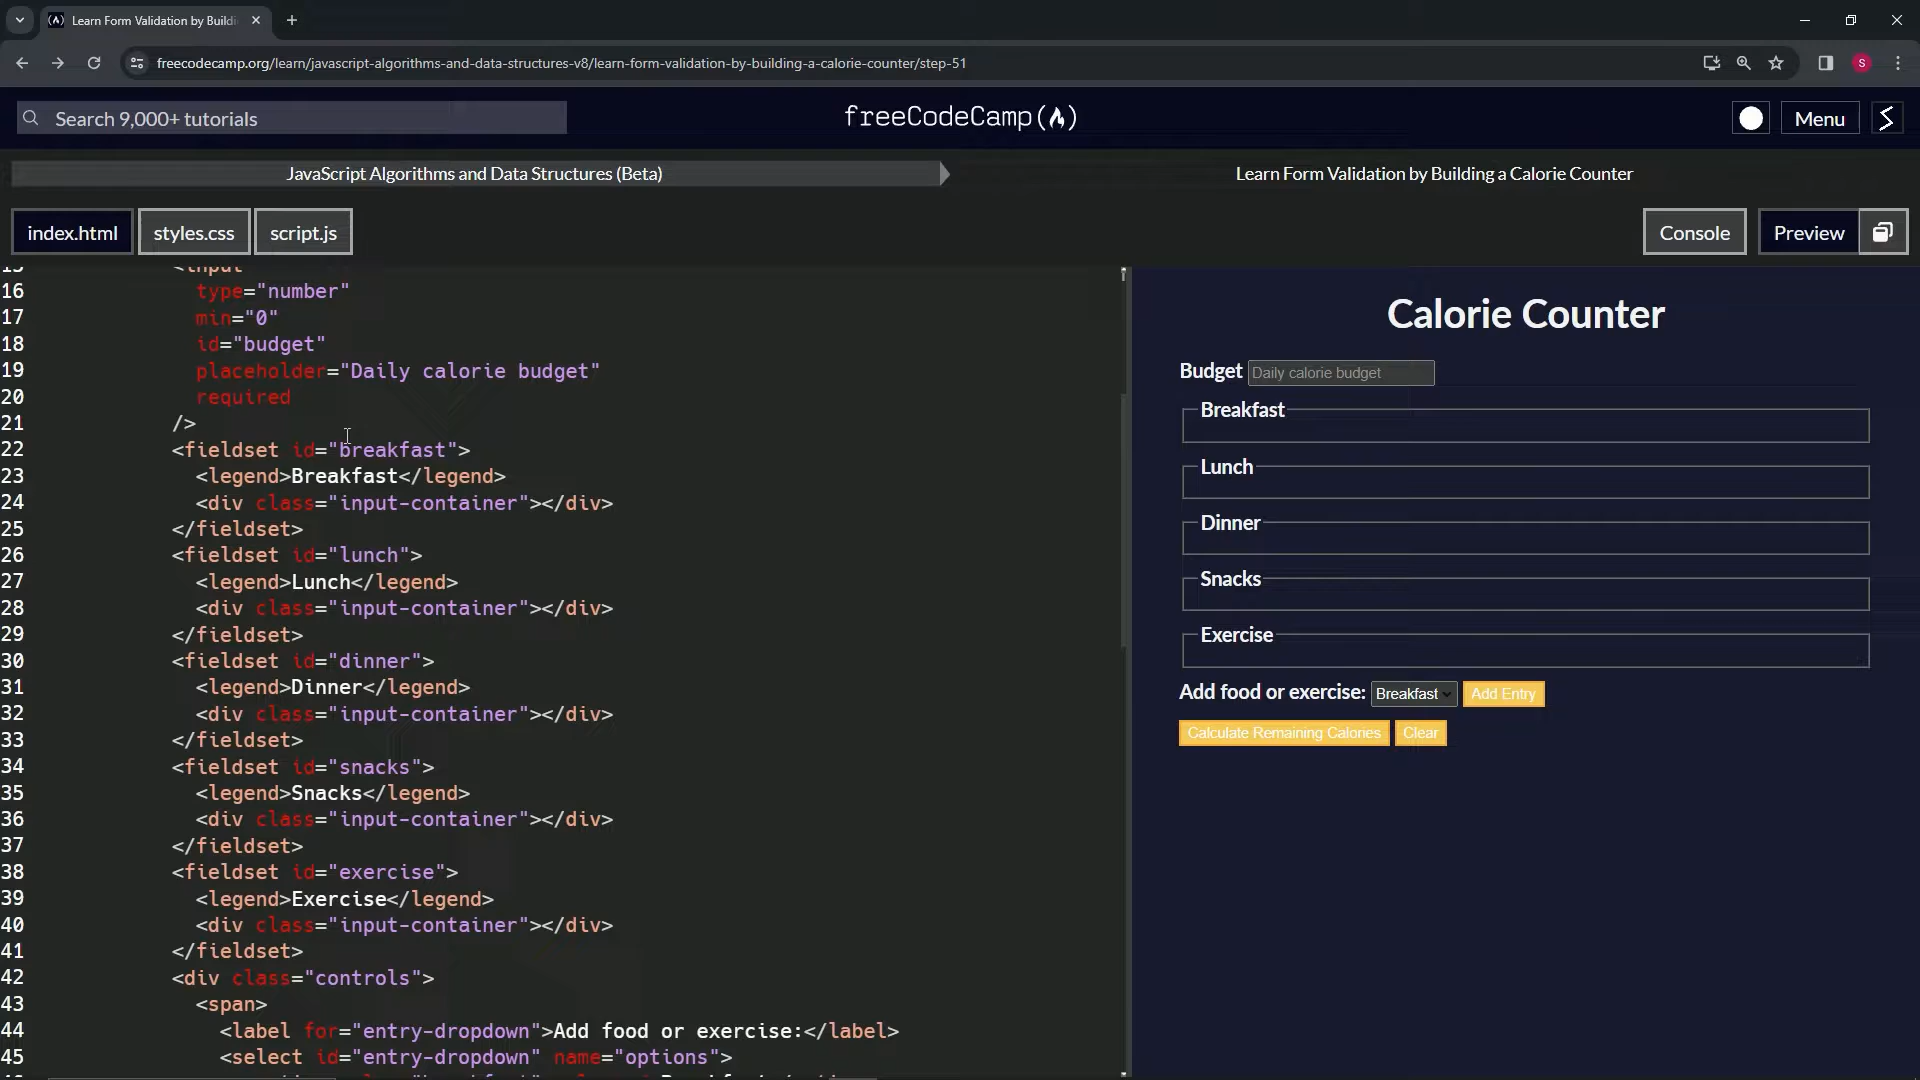 Learn Form Validation by Buildi
freecodecamp.org/learn/javascript-algorithms-and-data-structures-v8/learn-form-validation-by-building-a-calorie-counter/step-51
S
Search 9,000+ tutorials
freeCodeCamp
Menu
JavaScript Algorithms and Data Structures (Beta)
Learn Form Validation by Building a Calorie Counter
index.html
styles.css
script.js
Console
Preview
15 <input
16 type="number"
17 min="0"
18 id="budget"
19 placeholder="Daily calorie budget"
20 required
21 />
22 <fieldset id="breakfast">
23 <legend>Breakfast</legend>
24 <div class="input-container"></div>
25 </fieldset>
26 <fieldset id="lunch">
27 <legend>Lunch</legend>
28 <div class="input-container"></div>
29 </fieldset>
30 <fieldset id="dinner">
31 <legend>Dinner</legend>
32 <div class="input-container"></div>
33 </fieldset>
34 <fieldset id="snacks">
35 <legend>Snacks</legend>
36 <div class="input-container"></div>
37 </fieldset>
38 <fieldset id="exercise">
39 <legend>Exercise</legend>
40 <div class="input-container"></div>
41 </fieldset>
42 <div class="controls">
43 <span>
44 <label for="entry-dropdown">Add food or exercise:</label>
45 <select id="entry-dropdown" name="options">
Calorie Counter
Budget Daily calorie budget
Breakfast
Lunch
Dinner
Snacks
Exercise
Add food or exercise: Breakfast Add Entry
Calculate Remaining Calories Clear